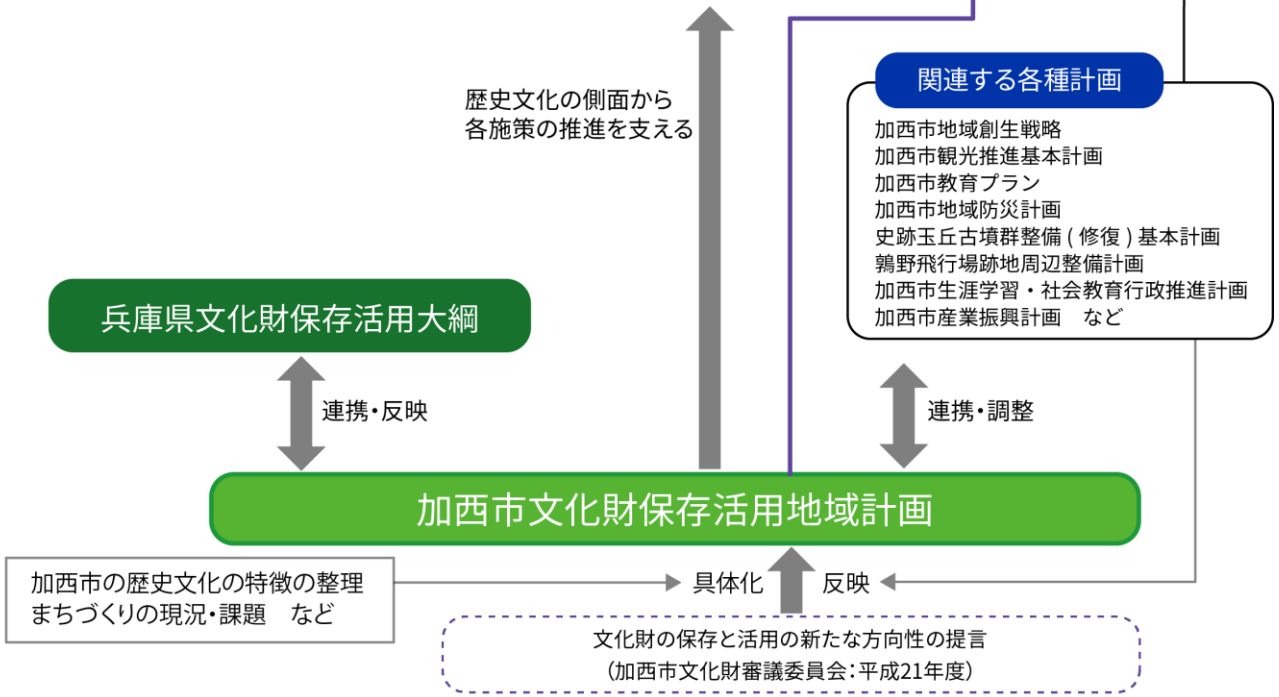 歴史文化の側面から
各施策の推進を支える
関連する各種計画
加西市地域創生戦略
加西市観光推進基本計画
加西市教育プラン
加西市地域防災計画
史跡玉丘古墳群整備 ( 修復 ) 基本計画
鶉野飛行場跡地周辺整備計画
加西市生涯学習・社会教育行政推進計画
加西市産業振興計画　など
兵庫県文化財保存活用大綱
連携・反映
連携・調整
加西市文化財保存活用地域計画
加西市の歴史文化の特徴の整理
まちづくりの現況・課題　など
具体化
反映
文化財の保存と活用の新たな方向性の提言
（加西市文化財審議委員会：平成21年度）